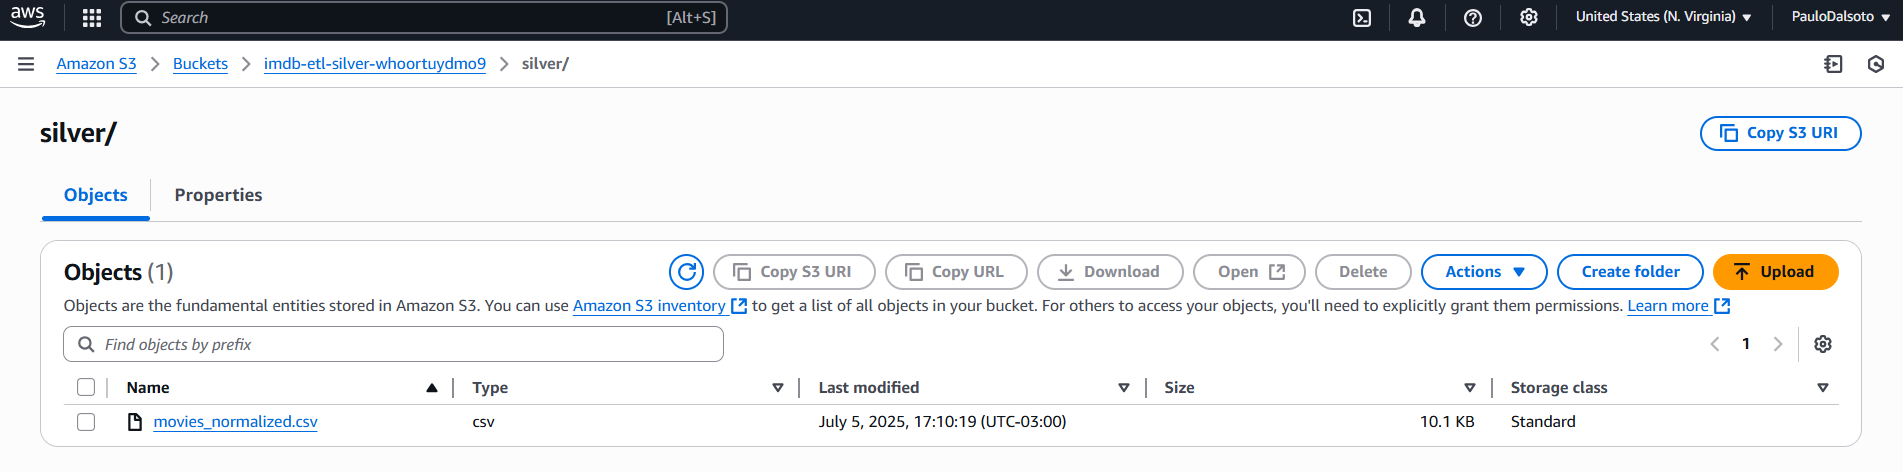 aws Search [Alt+S] United States (N. Virginia) PauloDalsoto
Amazon S3 Buckets imdb-etl-silver-whoortuydmo9 silver/
silver/ Copy S3 URI
Objects Properties
Objects (1) Copy S3 URI Copy URL Download Open Delete Actions Create folder Upload
Objects are the fundamental entities stored in Amazon S3. You can use Amazon S3 inventory to get a list of all objects in your bucket. For others to access your objects, you'll need to explicitly grant them permissions. Learn more
Find objects by prefix 1
Name Type Last modified Size Storage class
movies_normalized.csv csv July 5, 2025, 17:10:19 (UTC-03:00) 10.1 KB Standard